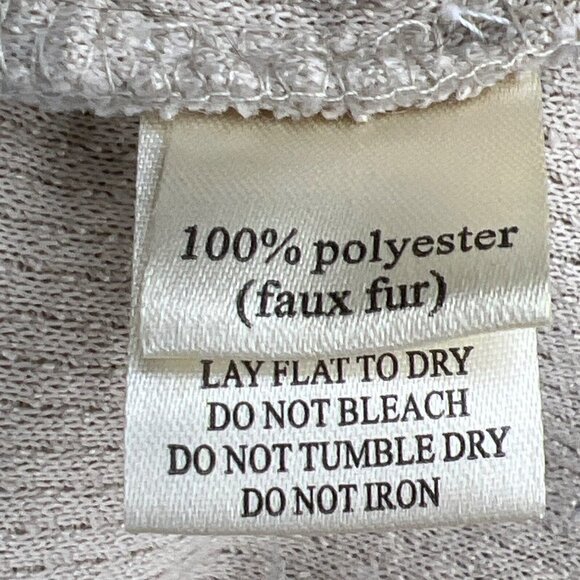 100% polyester
(faux fur)
LAY FLAT TO DRY
DO NOT BLEACH
DO NOT TUMBLE DRY
DO NOT IRON